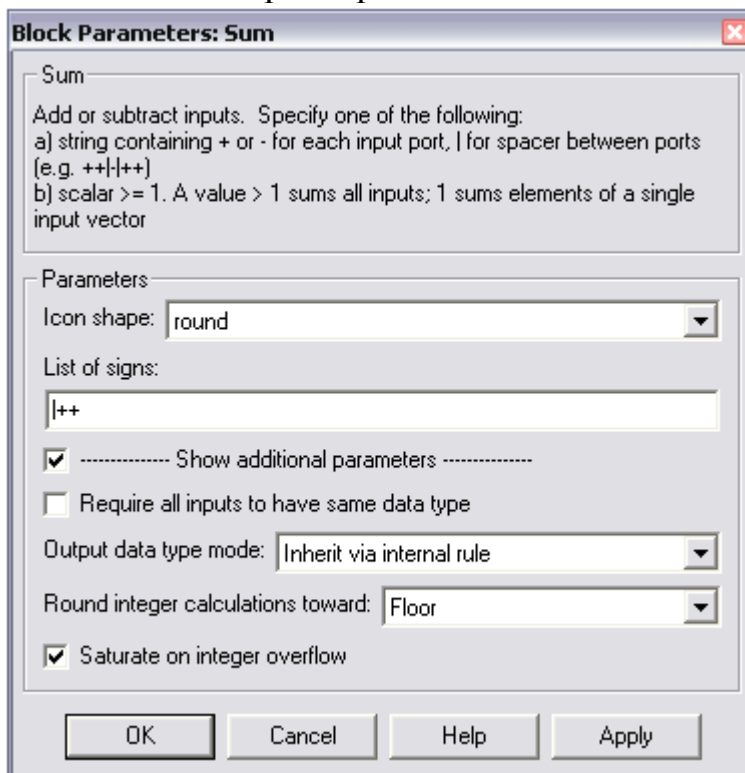 Block Parameters: Sum
Sum
Add or subtract inputs. Specify one of the following:
a) string containing + or - for each input port, | for spacer between ports
(e.g. ++|-|++)
b) scalar >= 1. A value > 1 sums all inputs; 1 sums elements of a single
input vector
Parameters
Icon shape: round
List of signs:
|++
-------------- Show additional parameters --------------
Require all inputs to have same data type
Output data type mode: Inherit via internal rule
Round integer calculations toward: Floor
Saturate on integer overflow
OK Cancel Help Apply